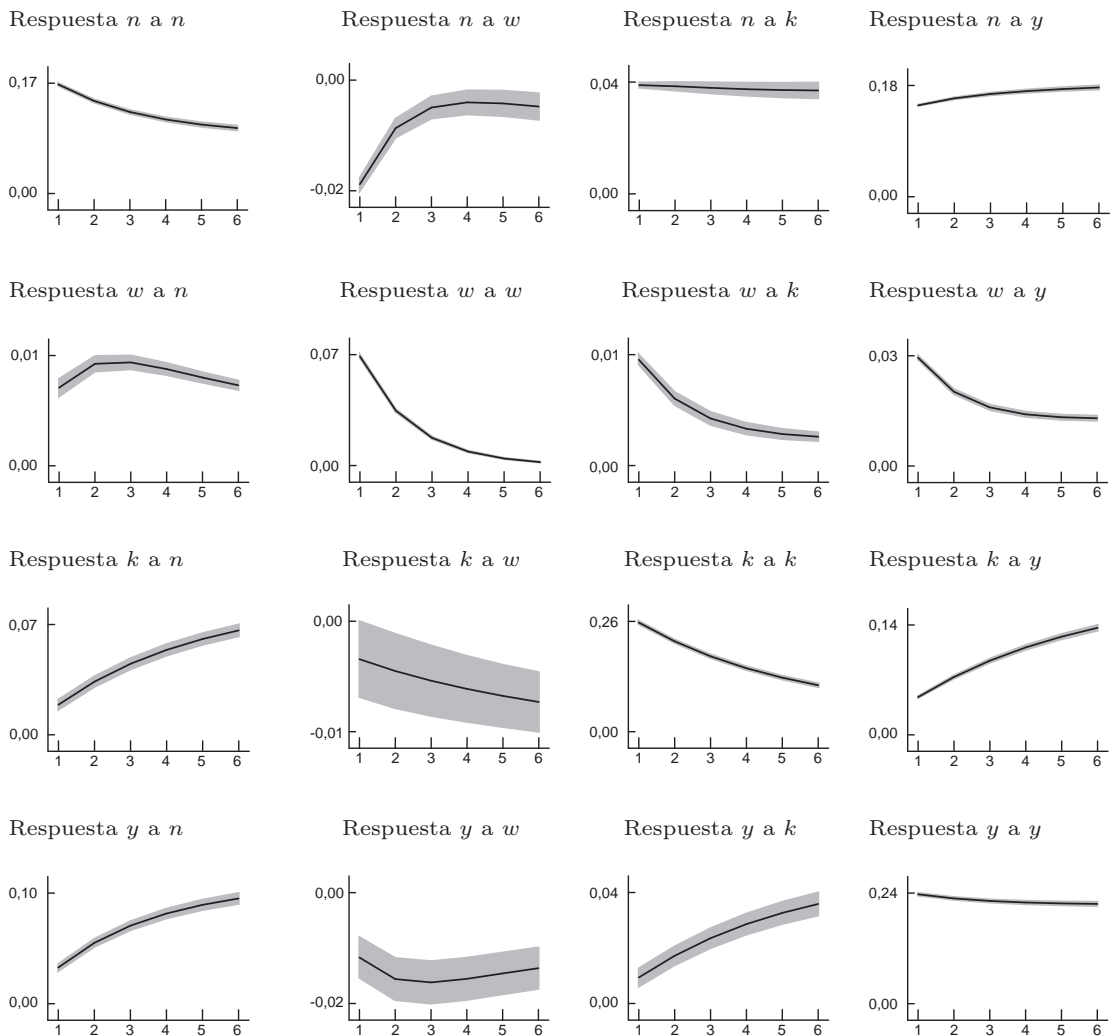 Respuesta n a n
Respuesta n a w
Respuesta n a k
Respuesta n a y
0,17
0,00
1 2 3 4 5 6
0,00
-0,02
1 2 3 4 5 6
0,04
0,00
1 2 3 4 5 6
0,18
0,00
1 2 3 4 5 6
Respuesta w a n
Respuesta w a w
Respuesta w a k
Respuesta w a y
0,01
0,00
1 2 3 4 5 6
0,07
0,00
1 2 3 4 5 6
0,01
0,00
1 2 3 4 5 6
0,03
0,00
1 2 3 4 5 6
Respuesta k a n
Respuesta k a w
Respuesta k a k
Respuesta k a y
0,07
0,00
1 2 3 4 5 6
0,00
-0,01
1 2 3 4 5 6
0,26
0,00
1 2 3 4 5 6
0,14
0,00
1 2 3 4 5 6
Respuesta y a n
Respuesta y a w
Respuesta y a k
Respuesta y a y
0,10
0,00
1 2 3 4 5 6
0,00
-0,02
1 2 3 4 5 6
0,04
0,00
1 2 3 4 5 6
0,24
0,00
1 2 3 4 5 6